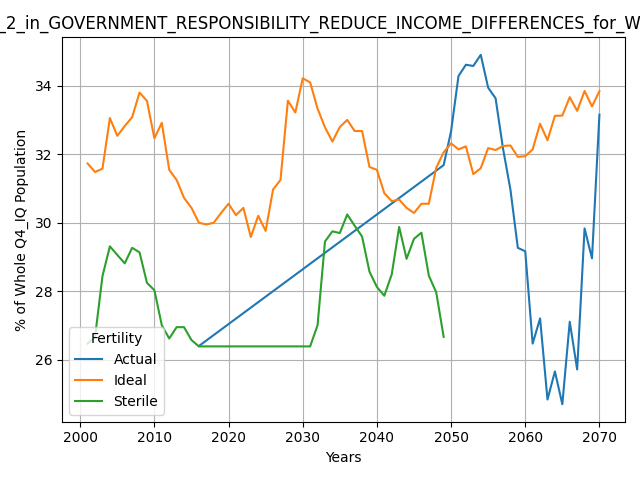 _2_in_GOVERNMENT_RESPONSIBILITY_REDUCE_INCOME_DIFFERENCES_for_W
% of Whole Q4_IQ Population
34
32
30
28
26
Fertility
Actual
Ideal
Sterile
2000 2010 2020 2030 2040 2050 2060 2070
Years